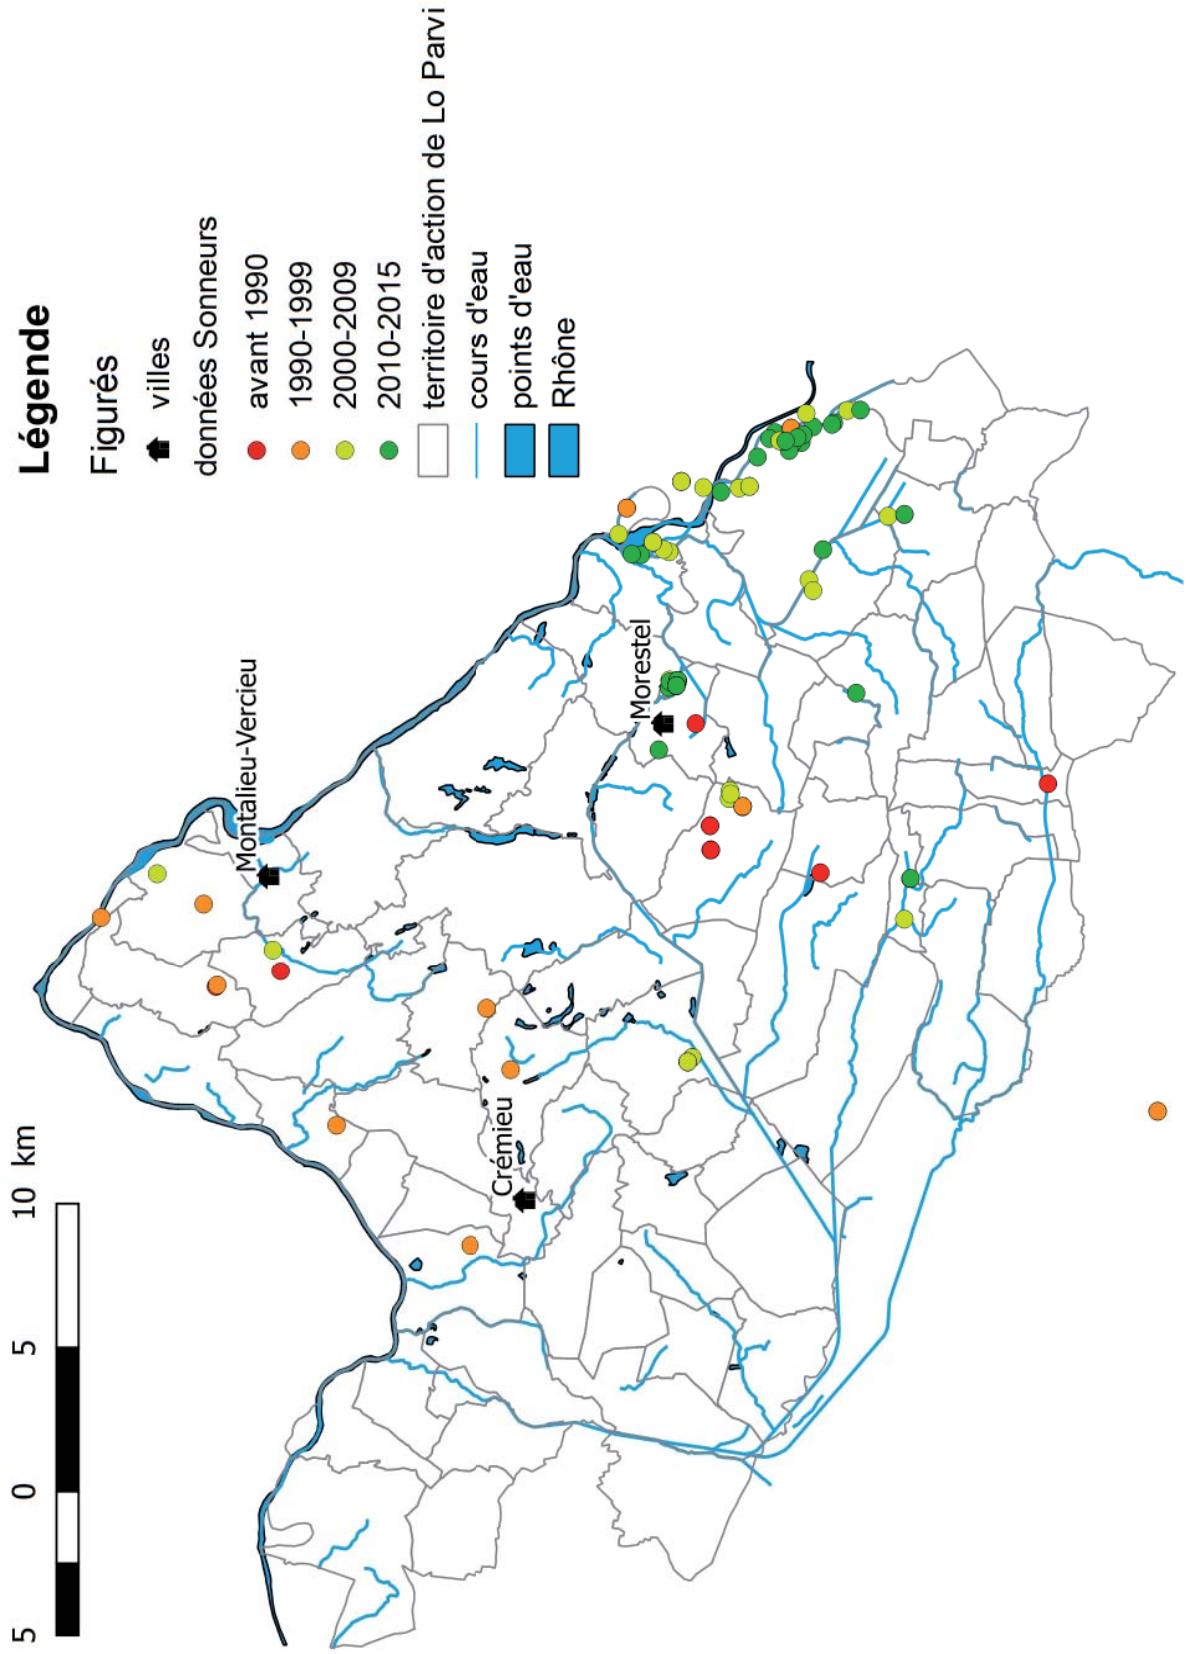 Légende
Figurés
villes
données Sonneurs
avant 1990
1990-1999
2000-2009
2010-2015
territoire d'action de Lo Parvi
cours d'eau
points d'eau
Rhône
Montalieu-Vercieu
Morestel
Crémieu
5 0 5 10 km